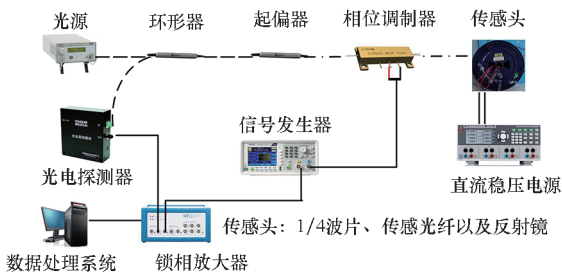 光源
环形器
起偏器
相位调制器
传感头
信号发生器
光电探测器
直流稳压电源
传感头：1/4波片、传感光纤以及反射镜
数据处理系统
锁相放大器